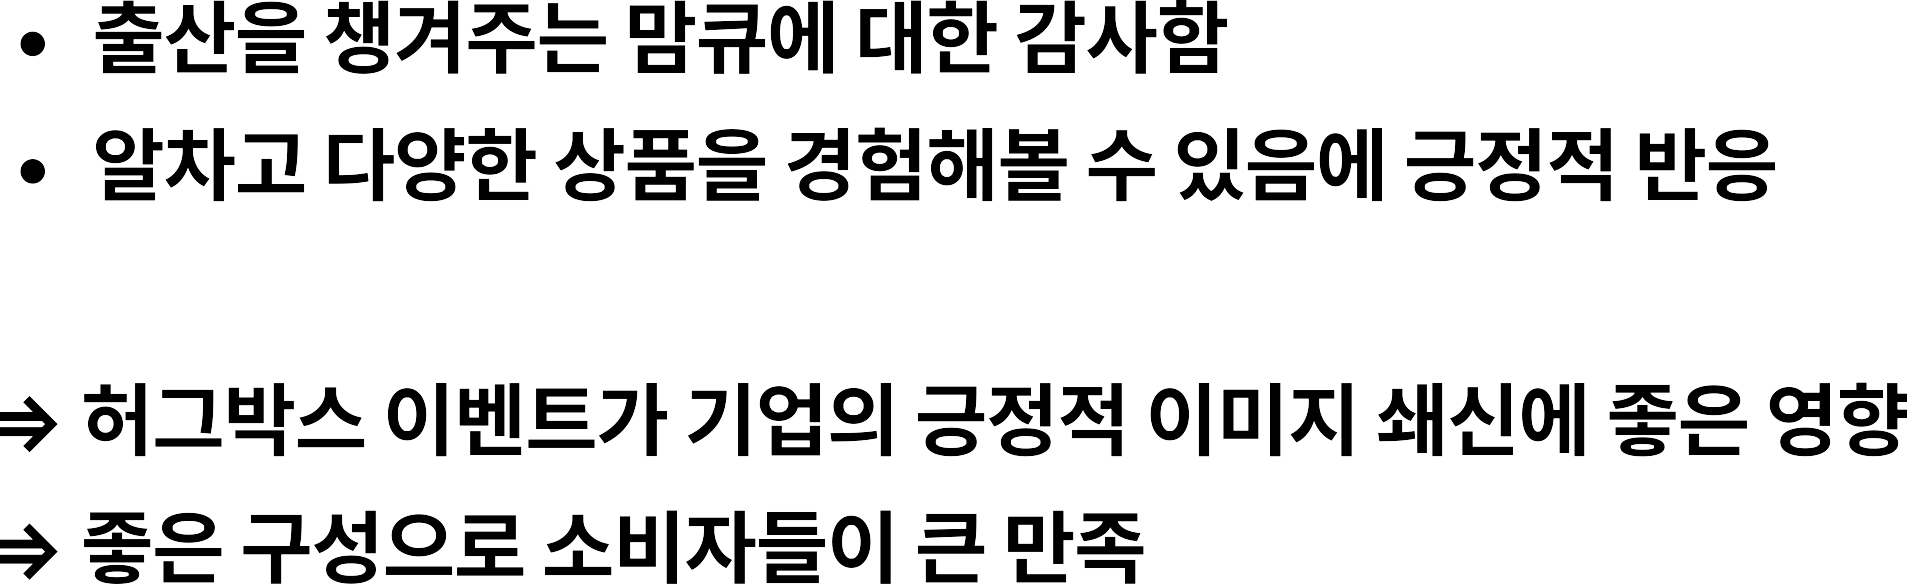 • 출산을 챙겨주는 맘큐에 대한 감사함
• 알차고 다양한 상품을 경험해볼 수 있음에 긍정적 반응
⇒ 허그박스 이벤트가 기업의 긍정적 이미지 쇄신에 좋은 영향
⇒ 좋은 구성으로 소비자들이 큰 만족